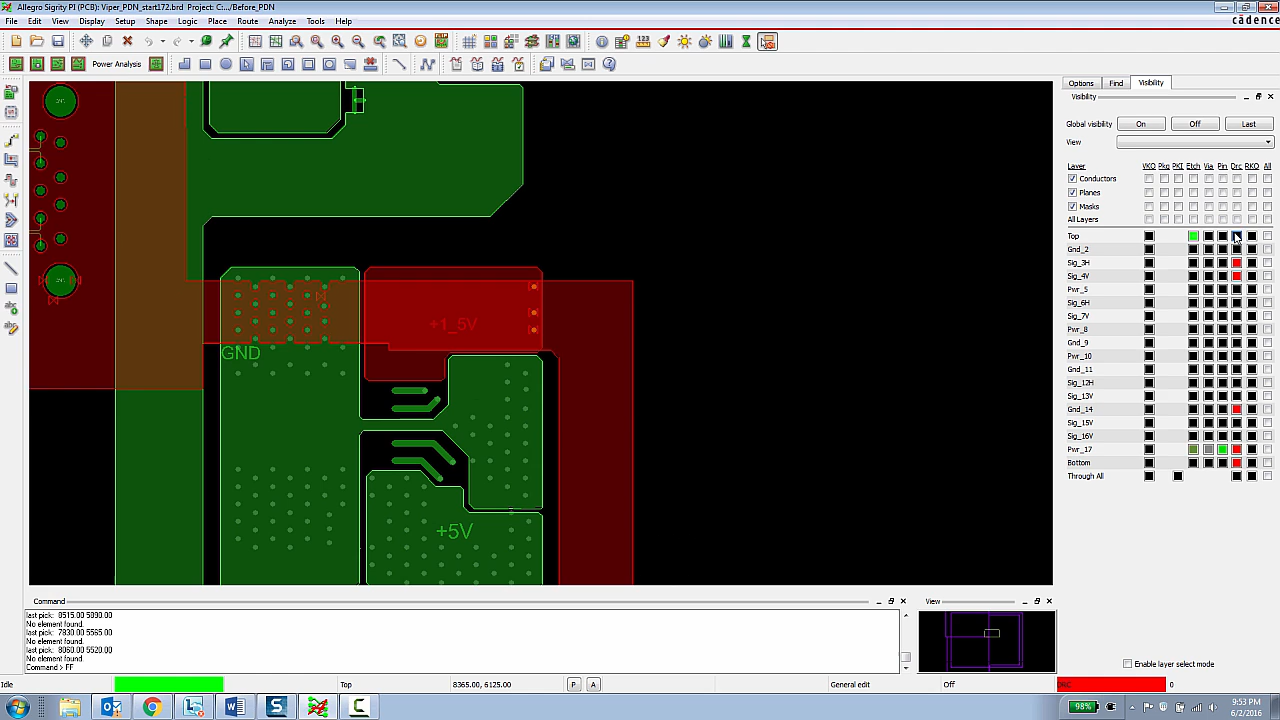 Allegro Sigrity PI (PCB): Viper_PDN_start172.brd Project: C:.../Before_PDN
File Edit View Display Setup Shape Logic Place Route Analyze Tools Help
cādence
Power Analysis
Options Find Visibility
Visibility
Global visibility On Off Last
View
Layer VKO Pkg PKI Etch Via Pin Drc RKO All
Conductors
Planes
Masks
All Layers
Top
Gnd_2
Sig_3H
Sig_4V
Pwr_5
Sig_6H
Sig_7V
Pwr_8
Gnd_9
Pwr_10
Gnd_11
Sig_12H
Sig_13V
Gnd_14
Sig_15V
Sig_16V
Pwr_17
Bottom
Through All
+1_5V
GND
+5V
Command
last pick: 8515.00 5890.00
No element found.
last pick: 7830.00 5565.00
No element found.
last pick: 8060.00 5520.00
No element found.
Command > FF
View
Enable layer select mode
Idle Top 8365.00, 6125.00 P A General edit Off DRC 0
98% 9:53 PM
6/2/2016